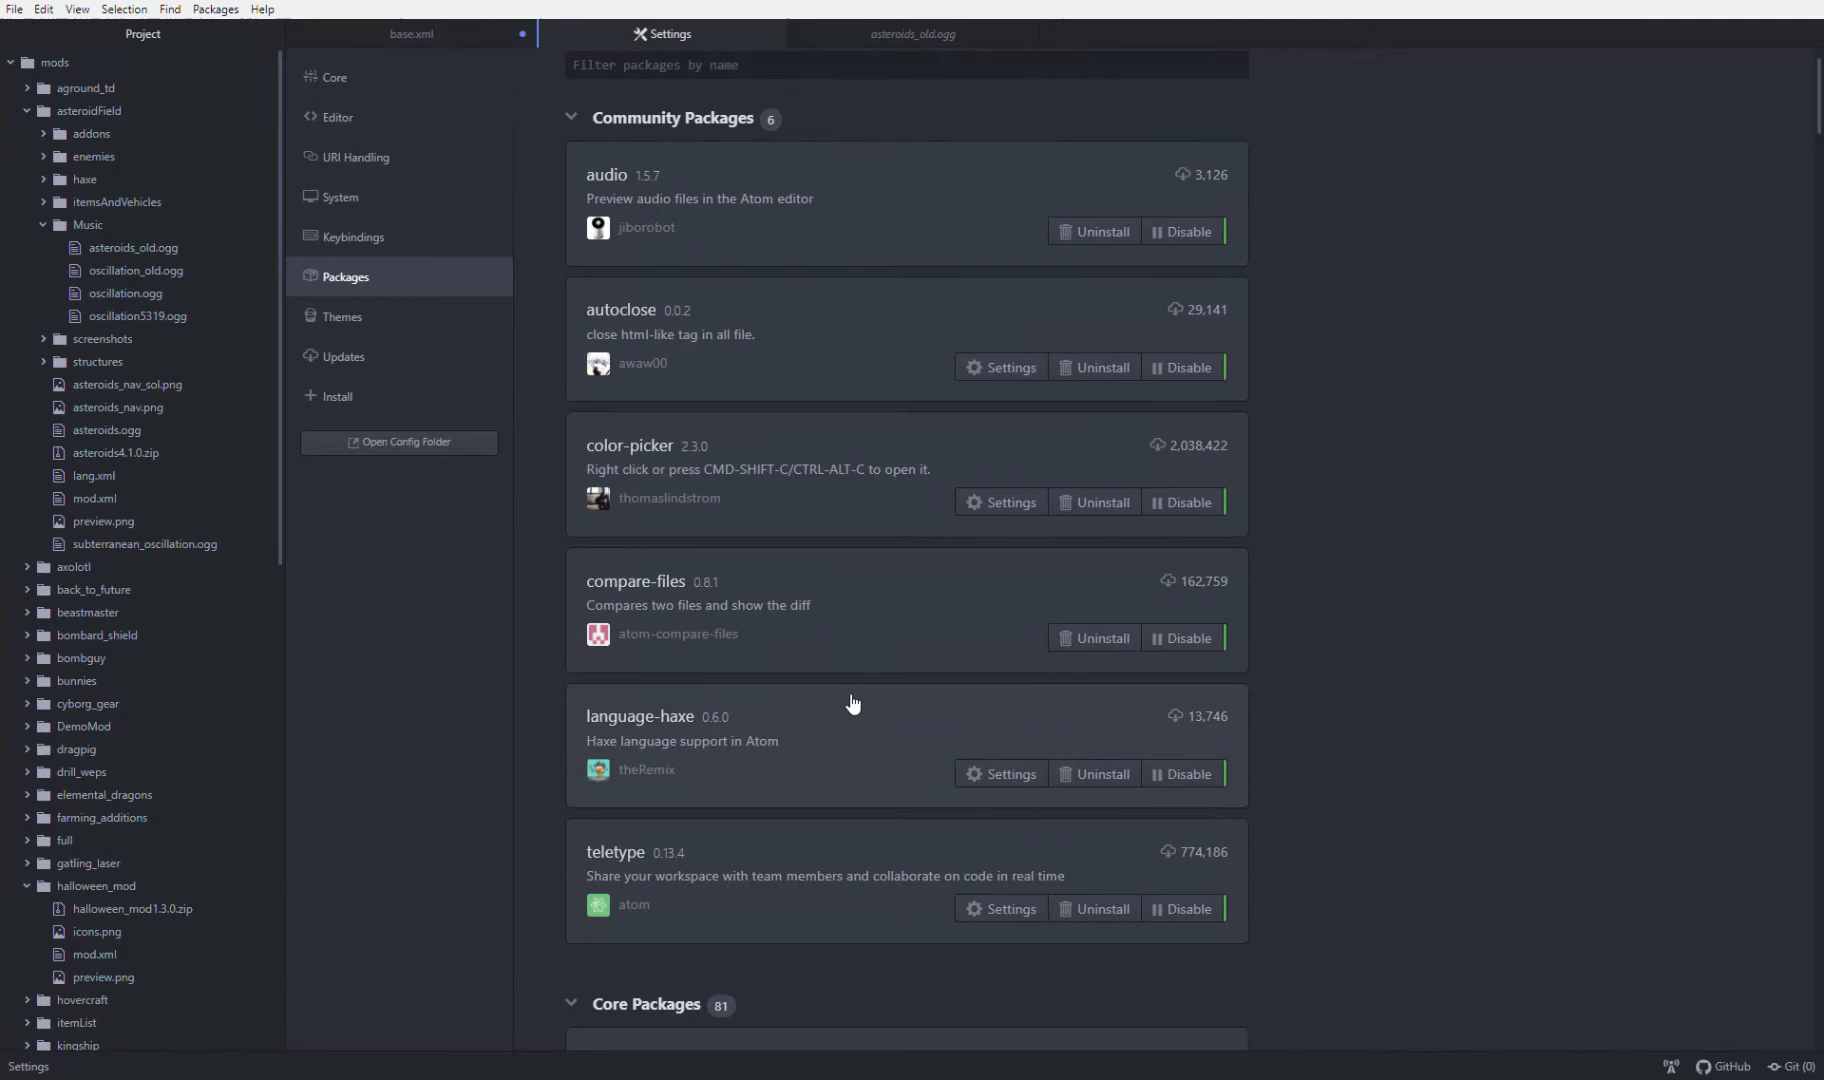 File Edit View Selection Find Packages Help
Project
mods
aground_td
asteroidField
addons
enemies
haxe
itemsAndVehicles
Music
asteroids_old.ogg
oscillation_old.ogg
oscillation.ogg
oscillation5319.ogg
screenshots
structures
asteroids_nav_sol.png
asteroids_nav.png
asteroids.ogg
asteroids4.1.0.zip
lang.xml
mod.xml
preview.png
subterranean_oscillation.ogg
axolotl
back_to_future
beastmaster
bombard_shield
bombguy
bunnies
cyborg_gear
DemoMod
dragpig
drill_weps
elemental_dragons
farming_additions
full
gatling_laser
halloween_mod
halloween_mod1.3.0.zip
icons.png
mod.xml
preview.png
hovercraft
itemList
kingship
base.xml
Settings
asteroids_old.ogg
Core
Editor
URI Handling
System
Keybindings
Packages
Themes
Updates
Install
Open Config Folder
Filter packages by name
Community Packages 6
audio 1.5.7 3,126
Preview audio files in the Atom editor
jiborobot Uninstall Disable
autoclose 0.0.2 29,141
close html-like tag in all file.
awaw00 Settings Uninstall Disable
color-picker 2.3.0 2,038,422
Right click or press CMD-SHIFT-C/CTRL-ALT-C to open it.
thomaslindstrom Settings Uninstall Disable
compare-files 0.8.1 162,759
Compares two files and show the diff
atom-compare-files Uninstall Disable
language-haxe 0.6.0 13,746
Haxe language support in Atom
theRemix Settings Uninstall Disable
teletype 0.13.4 774,186
Share your workspace with team members and collaborate on code in real time
atom Settings Uninstall Disable
Core Packages 81
Settings GitHub Git (0)